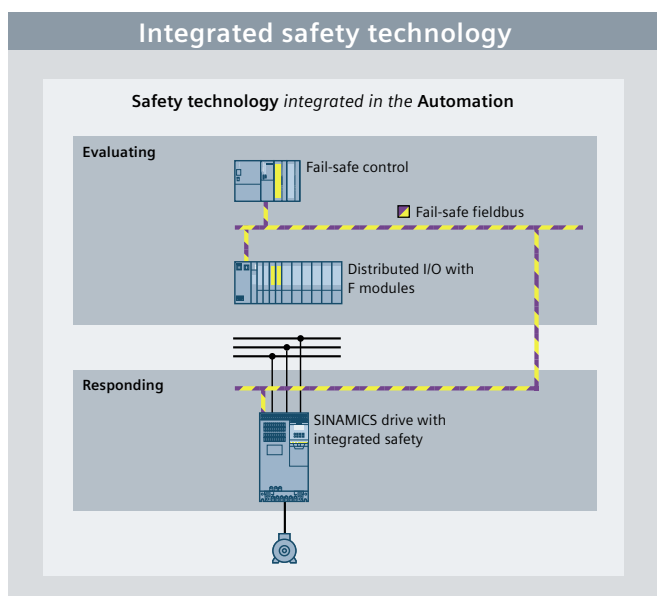 Integrated safety technology
Safety technology integrated in the Automation
Evaluating
Fail-safe control
Fail-safe fieldbus
Distributed I/O with
F modules
Responding
SINAMICS drive with
integrated safety